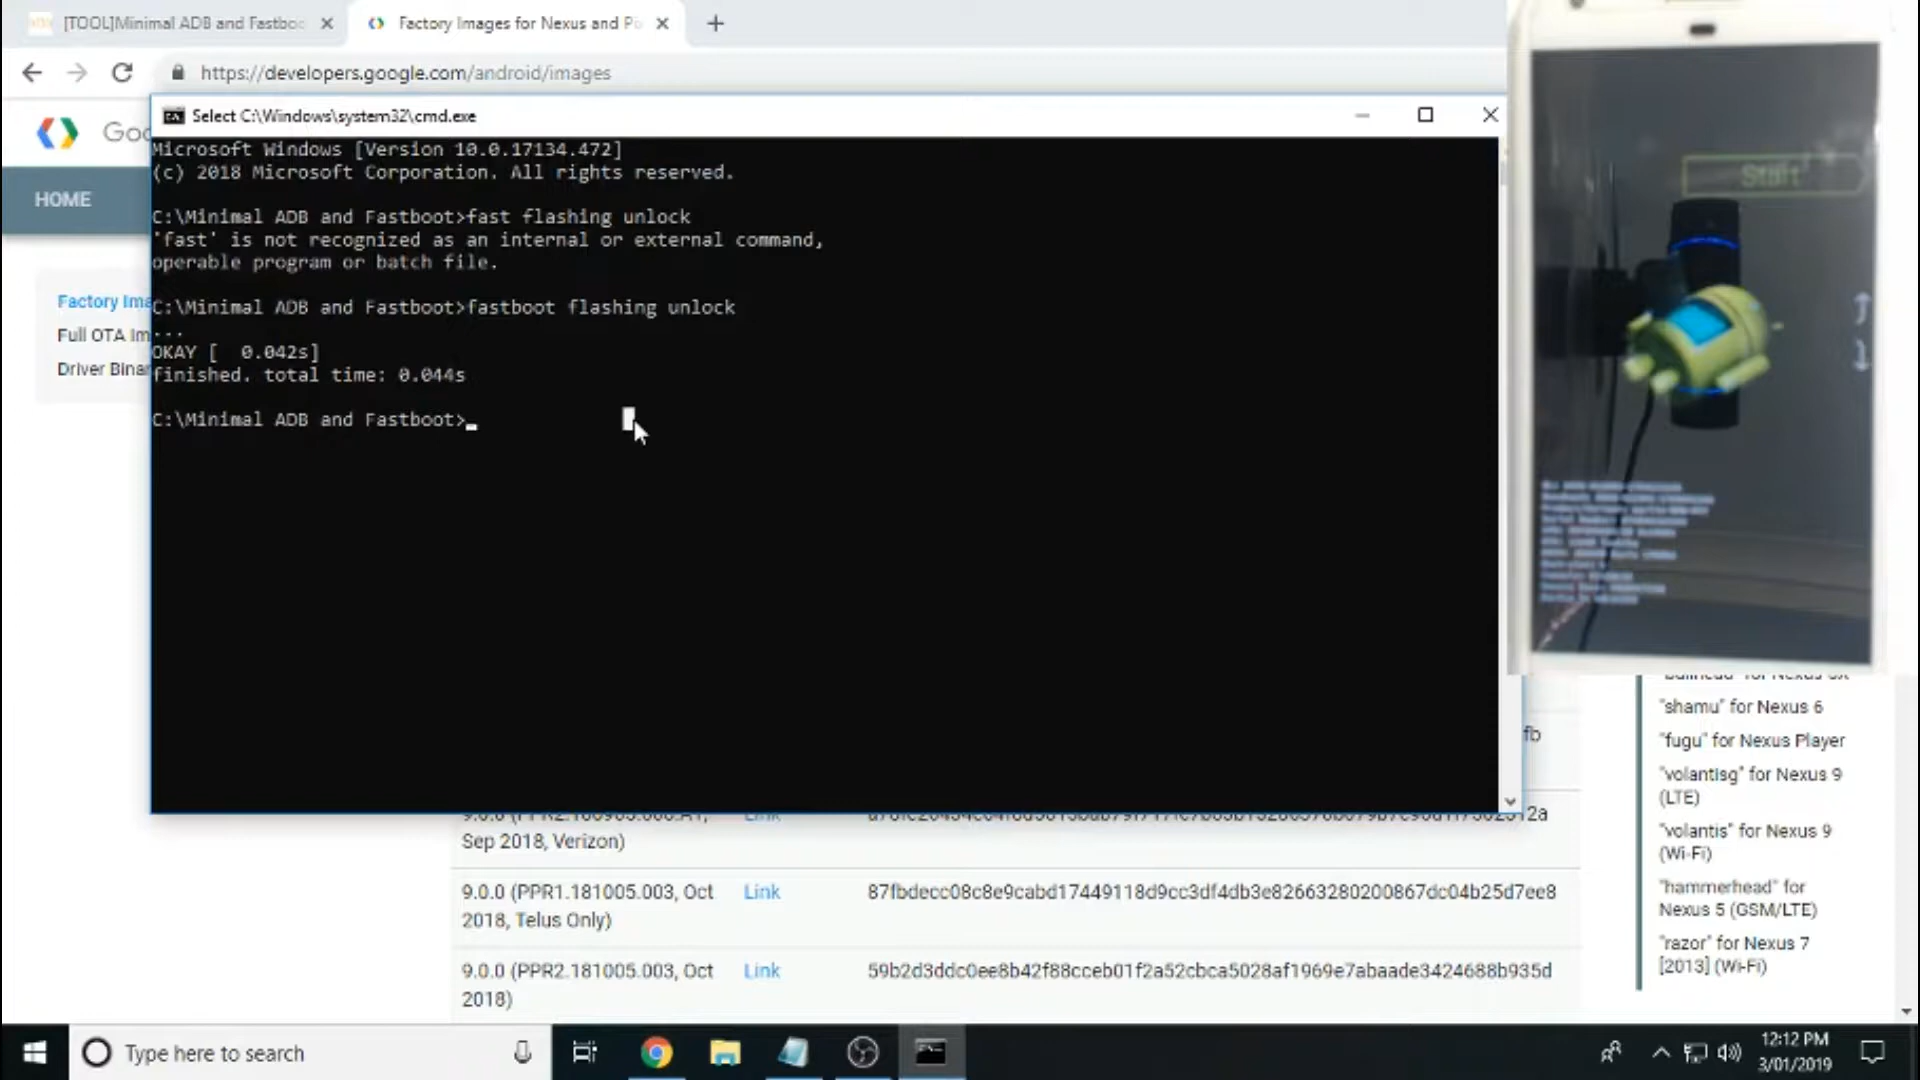 [TOOL]Minimal ADB and Fastboo
Factory Images for Nexus and Pi
https://developers.google.com/android/images
Goo
Select C:\Windows\system32\cmd.exe
HOME
Factory Ima
Full OTA Im
Driver Binar
Microsoft Windows [Version 10.0.17134.472]
(c) 2018 Microsoft Corporation. All rights reserved.
C:\Minimal ADB and Fastboot>fast flashing unlock
'fast' is not recognized as an internal or external command,
operable program or batch file.
C:\Minimal ADB and Fastboot>fastboot flashing unlock
...
OKAY [  0.042s]
finished. total time: 0.044s
C:\Minimal ADB and Fastboot>
Start
"shamu" for Nexus 6
"fugu" for Nexus Player
"volantisg" for Nexus 9
(LTE)
"volantis" for Nexus 9
(Wi-Fi)
"hammerhead" for
Nexus 5 (GSM/LTE)
"razor" for Nexus 7
[2013] (Wi-Fi)
fb
Sep 2018, Verizon)
9.0.0 (PPR1.181005.003, Oct
2018, Telus Only)
Link
87fbdecc08c8e9cabd17449118d9cc3df4db3e82663280200867dc04b25d7ee8
9.0.0 (PPR2.181005.003, Oct
2018)
Link
59b2d3ddc0ee8b42f88cceb01f2a52cbca5028af1969e7abaade3424688b935d
Type here to search
12:12 PM
3/01/2019